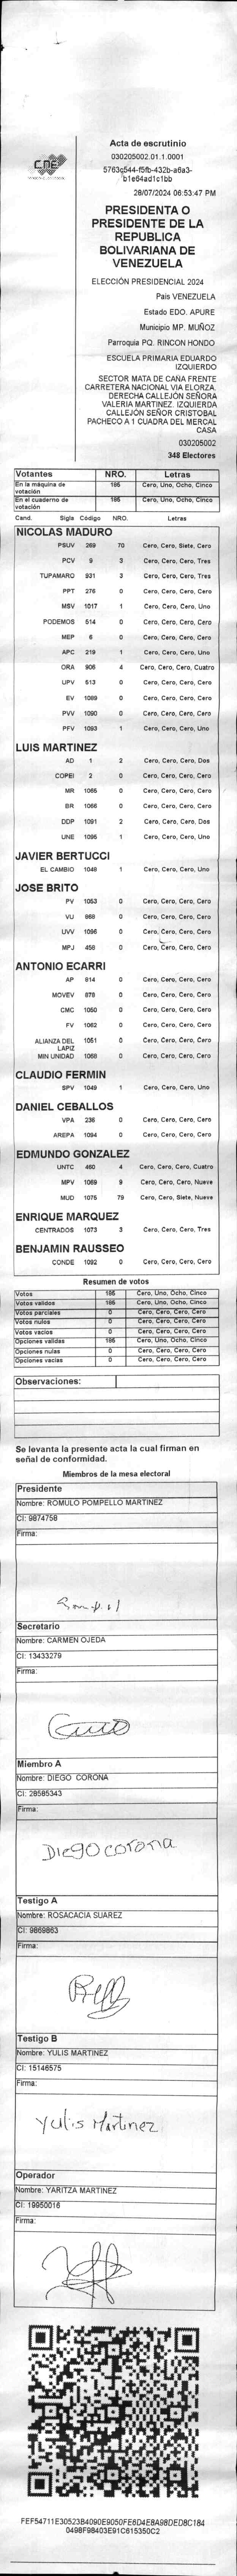 CNE
Acta de escrutinio
030205002.01.1.0001
5763c544-f5fb-432b-a6a3-
b1e64ad1c1bb
28/07/2024 06:53:47 PM
PRESIDENTA O
PRESIDENTE DE LA
REPUBLICA
BOLIVARIANA DE
VENEZUELA
ELECCIÓN PRESIDENCIAL 2024
País VENEZUELA
Estado EDO. APURE
Municipio MP. MUÑOZ
Parroquia PQ. RINCON HONDO
ESCUELA PRIMARIA EDUARDO
IZQUIERDO
SECTOR MATA DE CAÑA FRENTE
CARRETERA NACIONAL VIA ELORZA.
DERECHA CALLEJÓN SEÑORA
VALERIA MARTINEZ. IZQUIERDA
CALLEJÓN SEÑOR CRISTOBAL
PACHECO A 1 CUADRA DEL MERCAL
CASA
030205002
348 Electores
Votantes NRO. Letras
En la máquina de votación 185 Cero, Uno, Ocho, Cinco
En el cuaderno de votación 185 Cero, Uno, Ocho, Cinco
Cand. Sigla Código NRO. Letras
NICOLAS MADURO
PSUV 269 70 Cero, Cero, Siete, Cero
PCV 9 3 Cero, Cero, Cero, Tres
TUPAMARO 931 3 Cero, Cero, Cero, Tres
PPT 276 0 Cero, Cero, Cero, Cero
MSV 1017 1 Cero, Cero, Cero, Uno
PODEMOS 514 0 Cero, Cero, Cero, Cero
MEP 6 0 Cero, Cero, Cero, Cero
APC 219 1 Cero, Cero, Cero, Uno
ORA 906 4 Cero, Cero, Cero, Cuatro
UPV 513 0 Cero, Cero, Cero, Cero
EV 1089 0 Cero, Cero, Cero, Cero
PVV 1090 0 Cero, Cero, Cero, Cero
PFV 1093 1 Cero, Cero, Cero, Uno
LUIS MARTINEZ
AD 1 2 Cero, Cero, Cero, Dos
COPEI 2 0 Cero, Cero, Cero, Cero
MR 1065 0 Cero, Cero, Cero, Cero
BR 1066 0 Cero, Cero, Cero, Cero
DDP 1091 2 Cero, Cero, Cero, Dos
UNE 1095 1 Cero, Cero, Cero, Uno
JAVIER BERTUCCI
EL CAMBIO 1048 1 Cero, Cero, Cero, Uno
JOSE BRITO
PV 1053 0 Cero, Cero, Cero, Cero
VU 868 0 Cero, Cero, Cero, Cero
UVV 1096 0 Cero, Cero, Cero, Cero
MPJ 458 0 Cero, Cero, Cero, Cero
ANTONIO ECARRI
AP 814 0 Cero, Cero, Cero, Cero
MOVEV 878 0 Cero, Cero, Cero, Cero
CMC 1050 0 Cero, Cero, Cero, Cero
FV 1062 0 Cero, Cero, Cero, Cero
ALIANZA DEL LAPIZ 1051 0 Cero, Cero, Cero, Cero
MIN UNIDAD 1068 0 Cero, Cero, Cero, Cero
CLAUDIO FERMIN
SPV 1049 1 Cero, Cero, Cero, Uno
DANIEL CEBALLOS
VPA 236 0 Cero, Cero, Cero, Cero
AREPA 1094 0 Cero, Cero, Cero, Cero
EDMUNDO GONZALEZ
UNTC 460 4 Cero, Cero, Cero, Cuatro
MPV 1069 9 Cero, Cero, Cero, Nueve
MUD 1075 79 Cero, Cero, Siete, Nueve
ENRIQUE MARQUEZ
CENTRADOS 1073 3 Cero, Cero, Cero, Tres
BENJAMIN RAUSSEO
CONDE 1092 0 Cero, Cero, Cero, Cero
Resumen de votos
Votos 185 Cero, Uno, Ocho, Cinco
Votos validos 185 Cero, Uno, Ocho, Cinco
Votos parciales 0 Cero, Cero, Cero, Cero
Votos nulos 0 Cero, Cero, Cero, Cero
Votos vacios 0 Cero, Cero, Cero, Cero
Opciones validas 185 Cero, Uno, Ocho, Cinco
Opciones nulas 0 Cero, Cero, Cero, Cero
Opciones vacias 0 Cero, Cero, Cero, Cero
Observaciones:
Se levanta la presente acta la cual firman en
señal de conformidad.
Miembros de la mesa electoral
Presidente
Nombre: ROMULO POMPELLO MARTINEZ
CI: 9874758
Firma:
Secretario
Nombre: CARMEN OJEDA
CI: 13433279
Firma:
Miembro A
Nombre: DIEGO CORONA
CI: 28585343
Firma:
Diego corona
Testigo A
Nombre: ROSACACIA SUAREZ
CI: 9869863
Firma:
Testigo B
Nombre: YULIS MARTINEZ
CI: 15146575
Firma:
Yulis Martinez
Operador
Nombre: YARITZA MARTINEZ
CI: 19950016
Firma:
FEF54711E30523B4090E9050FE6D4E8A98DED8C184
0498F98403E91C615350C2